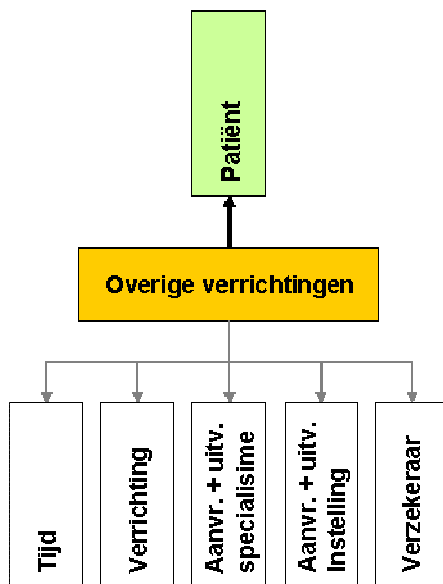 Patiënt
Overige verrichtingen
Tijd
Verrichting
Aanvr. + uitv.
specialisime
Aanvr. + uitv.
Instelling
Verzekeraar